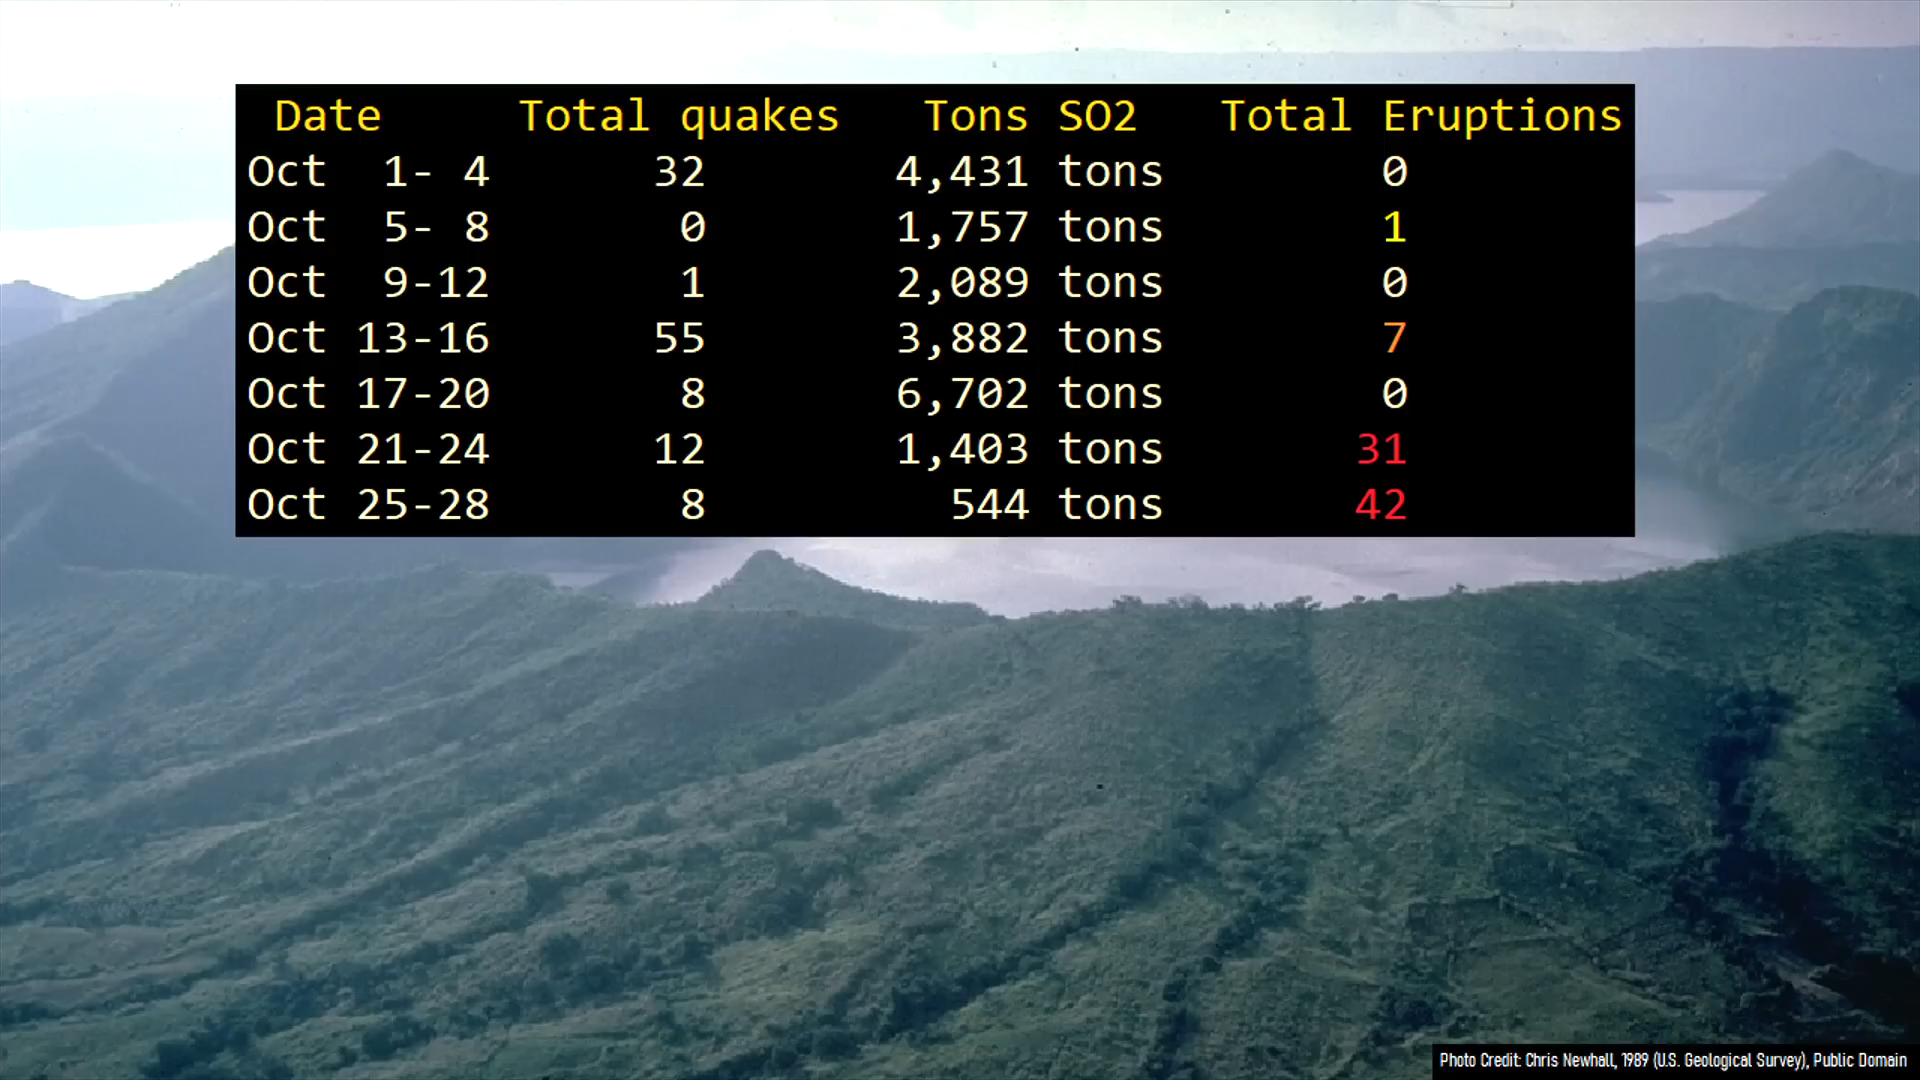 Date Total quakes Tons SO2 Total Eruptions
Oct 1- 4 32 4,431 tons 0
Oct 5- 8 0 1,757 tons 1
Oct 9-12 1 2,089 tons 0
Oct 13-16 55 3,882 tons 7
Oct 17-20 8 6,702 tons 0
Oct 21-24 12 1,403 tons 31
Oct 25-28 8 544 tons 42
Photo Credit: Chris Newhall, 1989 (U.S. Geological Survey), Public Domain